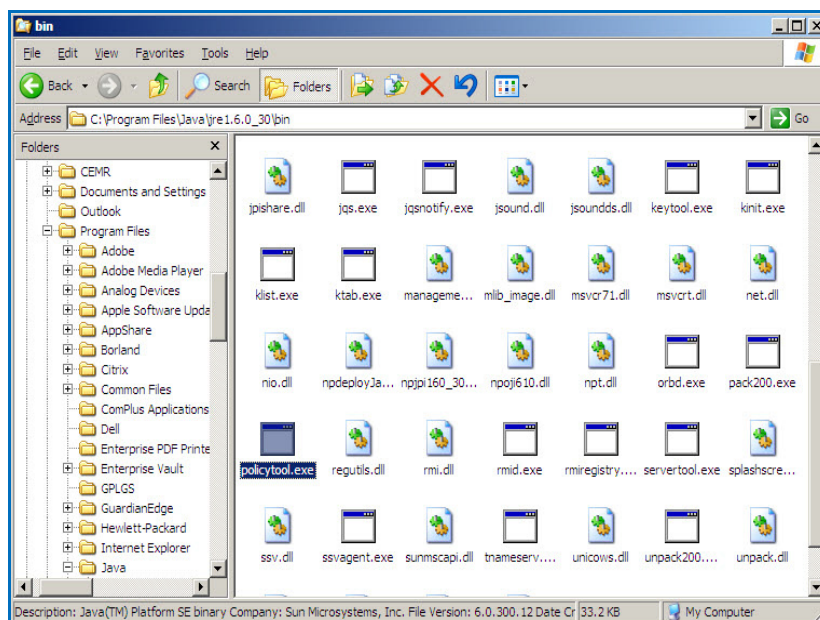 bin
File Edit View Favorites Tools Help
Back Search Folders
Address C:\Program Files\Java\jre1.6.0_30\bin Go
Folders X
CEMR
Documents and Settings
Outlook
Program Files
Adobe
Adobe Media Player
Analog Devices
Apple Software Upda
AppShare
Borland
Citrix
Common Files
ComPlus Applications
Dell
Enterprise PDF Printe
Enterprise Vault
GPLGS
GuardianEdge
Hewlett-Packard
Internet Explorer
Java
jpishare.dll jqs.exe jqsnotify.exe jsound.dll jsoundds.dll keytool.exe kinit.exe
klist.exe ktab.exe manageme... mlib_image.dll msvcr71.dll msvcrt.dll net.dll
nio.dll npdeployJa... npjpi160_30... npoji610.dll npt.dll orbd.exe pack200.exe
policytool.exe regutils.dll rmi.dll rmid.exe rmiregistry.... servertool.exe splashscre...
ssv.dll ssvagent.exe sunmscapi.dll tnameserv.... unicows.dll unpack200.... unpack.dll
Description: Java(TM) Platform SE binary Company: Sun Microsystems, Inc. File Version: 6.0.300.12 Date Cr 33.2 KB My Computer